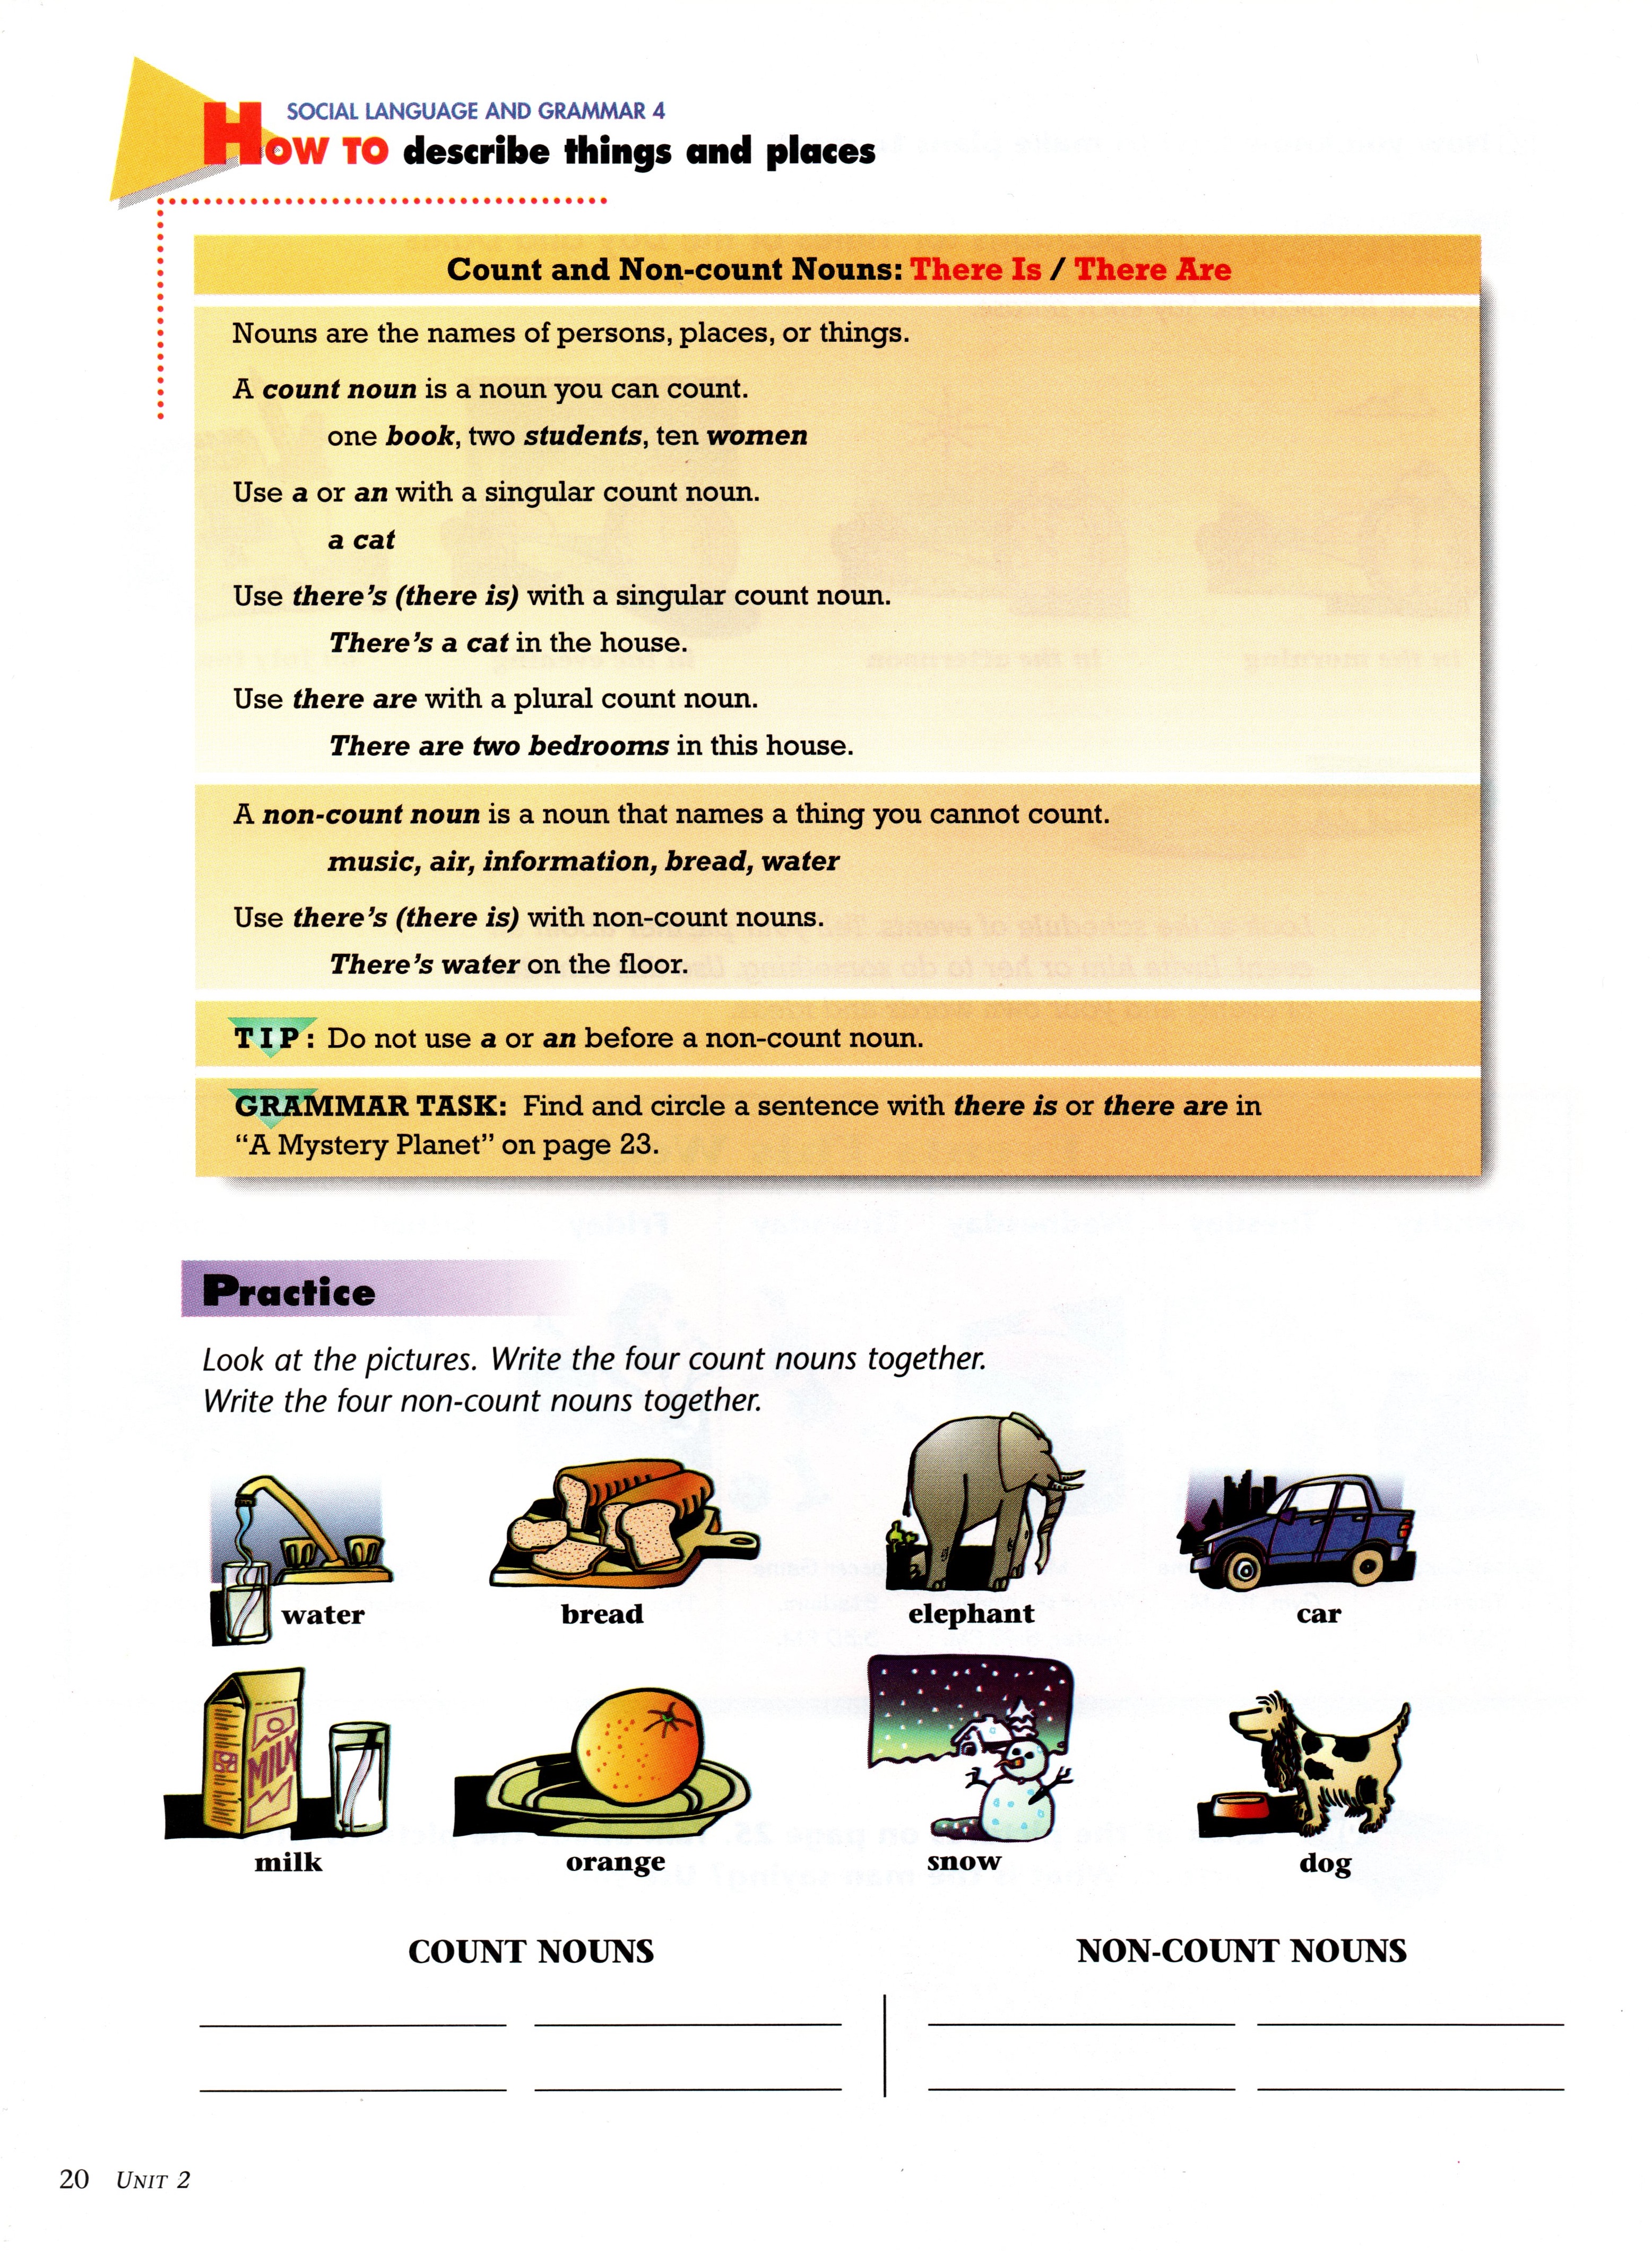 SOCIAL LANGUAGE AND GRAMMAR 4
HOW TO describe things and places
Count and Non-count Nouns: There Is / There Are
Nouns are the names of persons, places, or things.
A count noun is a noun you can count.
one book, two students, ten women
Use a or an with a singular count noun.
a cat
Use there's (there is) with a singular count noun.
There's a cat in the house.
Use there are with a plural count noun.
There are two bedrooms in this house.
A non-count noun is a noun that names a thing you cannot count.
music, air, information, bread, water
Use there's (there is) with non-count nouns.
There's water on the floor.
TIP: Do not use a or an before a non-count noun.
GRAMMAR TASK: Find and circle a sentence with there is or there are in
“A Mystery Planet” on page 23.
Practice
Look at the pictures. Write the four count nouns together.
Write the four non-count nouns together.
water bread elephant car
MILK
milk orange snow dog
COUNT NOUNS NON-COUNT NOUNS
20 UNIT 2